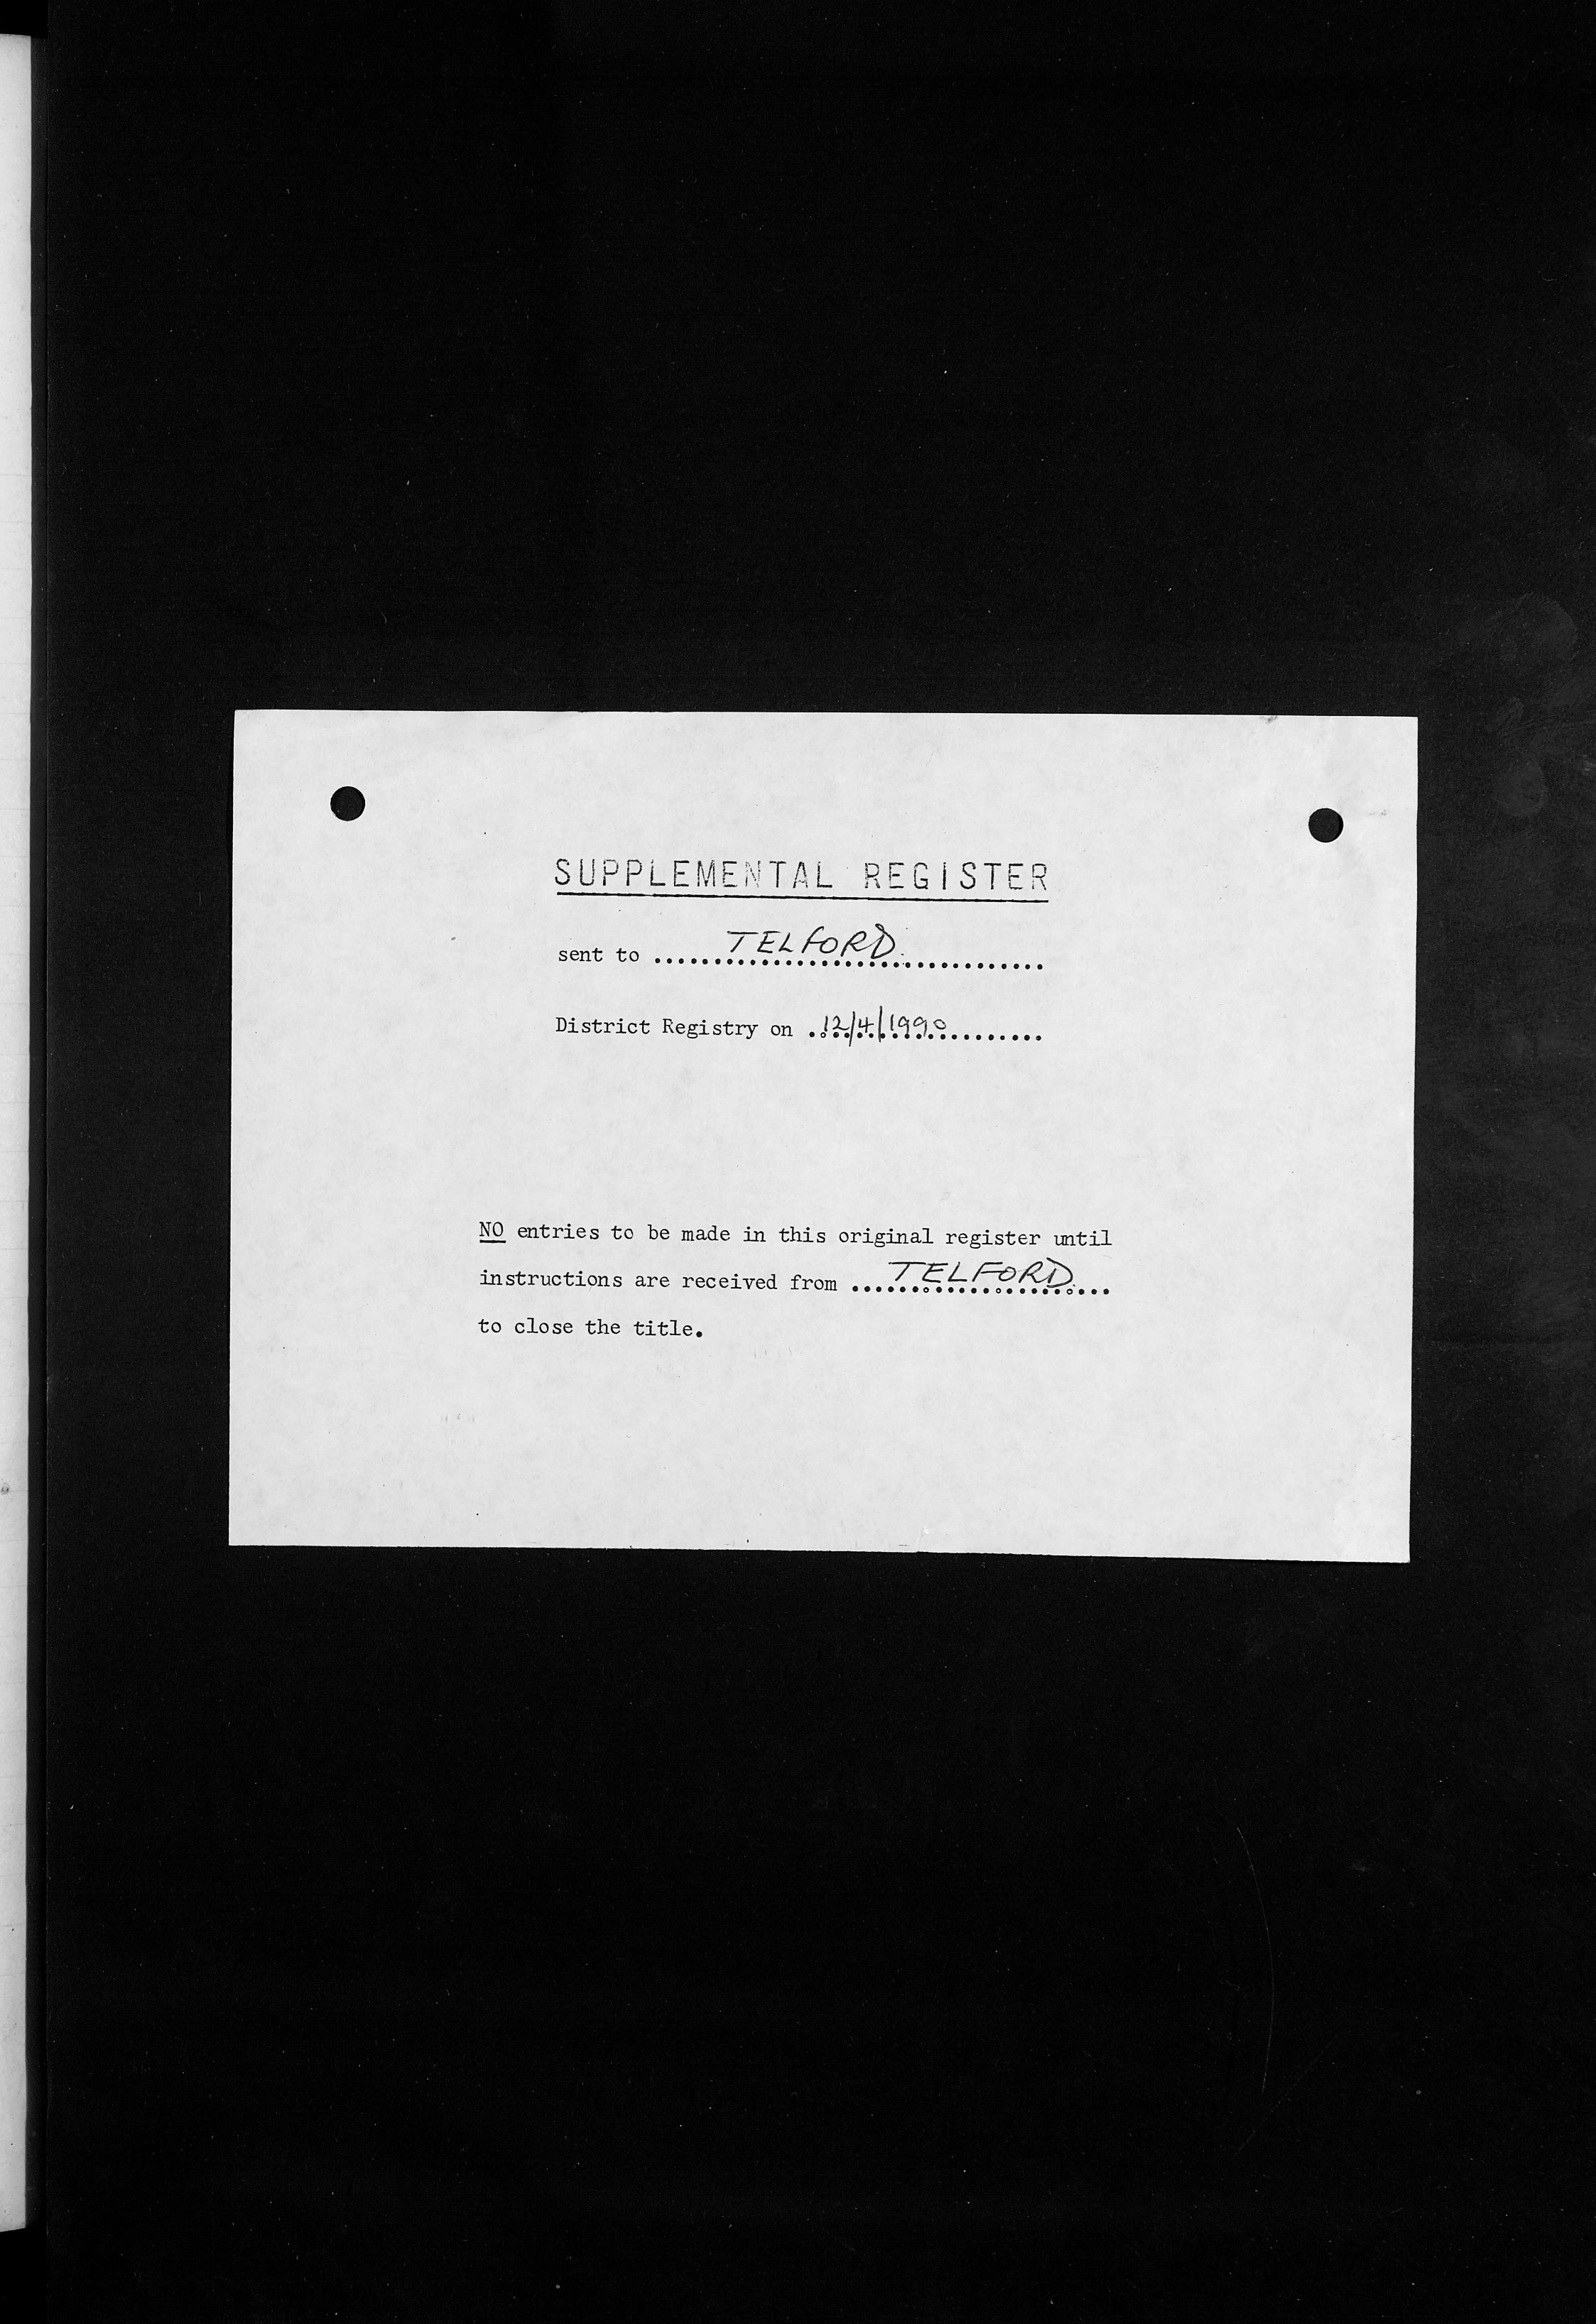 SUPPLEMENTAL REGISTER
sent to ........TELFORD........................
District Registry on .12/4/1990................
NO entries to be made in this original register until
instructions are received from ....TELFORD......
to close the title.